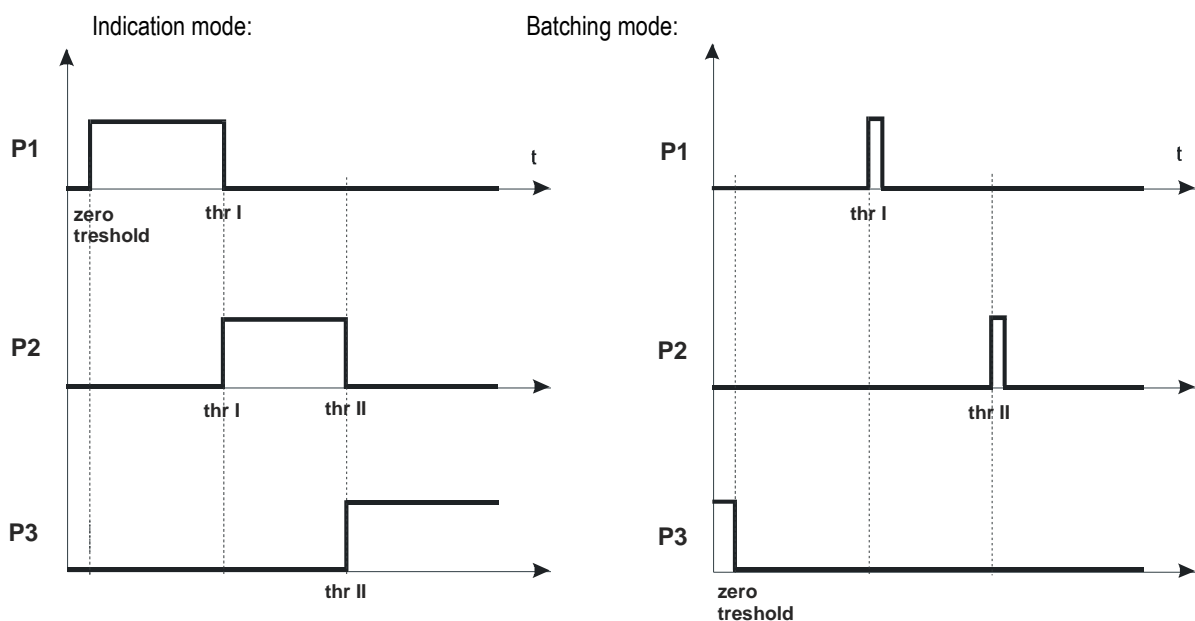 Indication mode:
P1
t
zero
treshold
thr I
P2
thr I
thr II
P3
thr II
Batching mode:
P1
t
thr I
P2
thr II
P3
zero
treshold